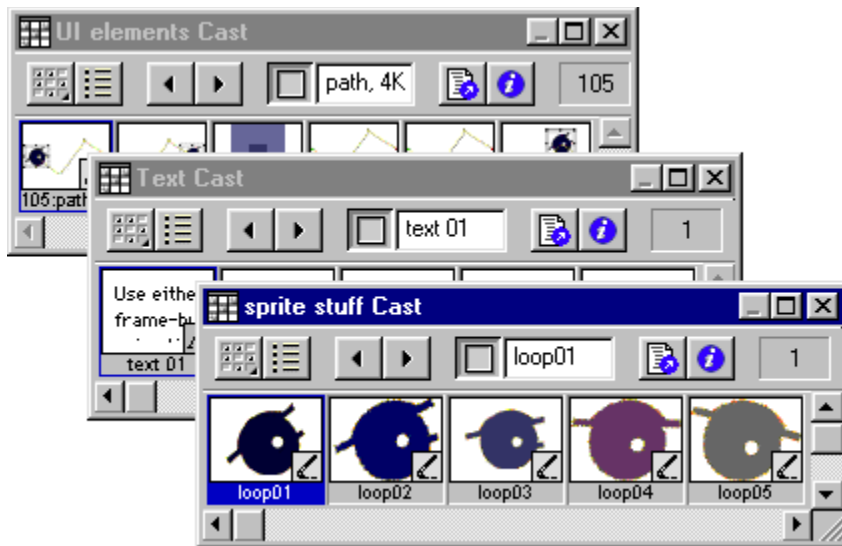 UI elements Cast
path, 4K
105
105:path
Text Cast
text 01
1
Use eithe
frame-bu
text 01
sprite stuff Cast
loop01
1
loop01
loop02
loop03
loop04
loop05